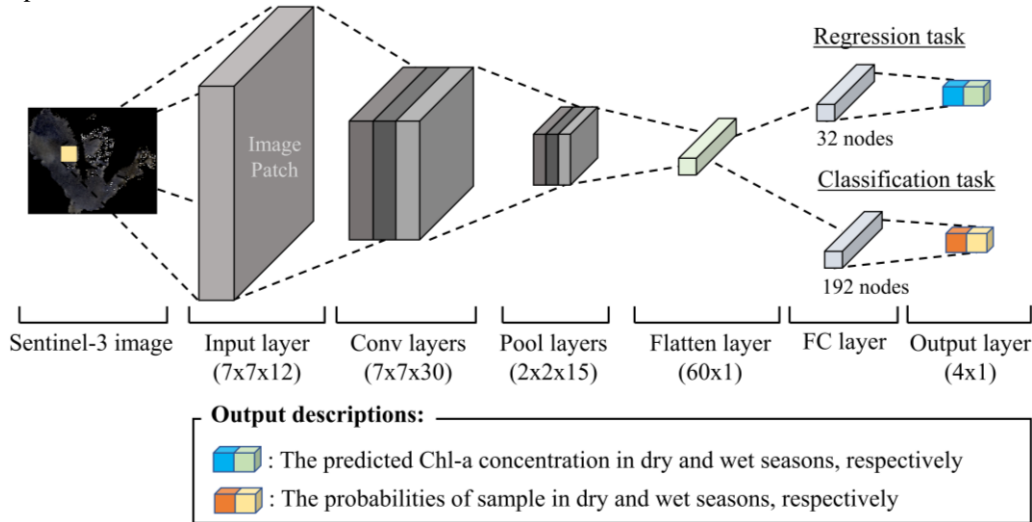 Regression task
Image
Patch
32 nodes
Classification task
192 nodes
Sentinel-3 image
Input layer
(7x7x12)
Conv layers
(7x7x30)
Pool layers
(2x2x15)
Flatten layer
(60x1)
FC layer
Output layer
(4x1)
Output descriptions:
: The predicted Chl-a concentration in dry and wet seasons, respectively
: The probabilities of sample in dry and wet seasons, respectively